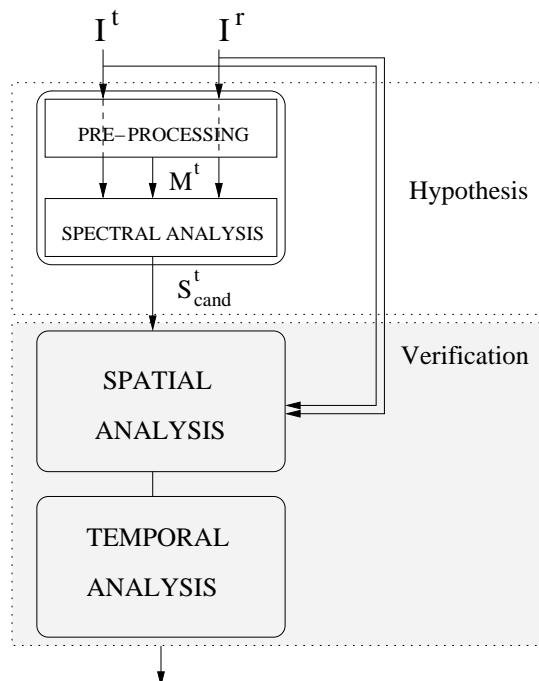 I^t I^r
PRE-PROCESSING
M^t
Hypothesis
SPECTRAL ANALYSIS
S^t_cand
Verification
SPATIAL
ANALYSIS
TEMPORAL
ANALYSIS